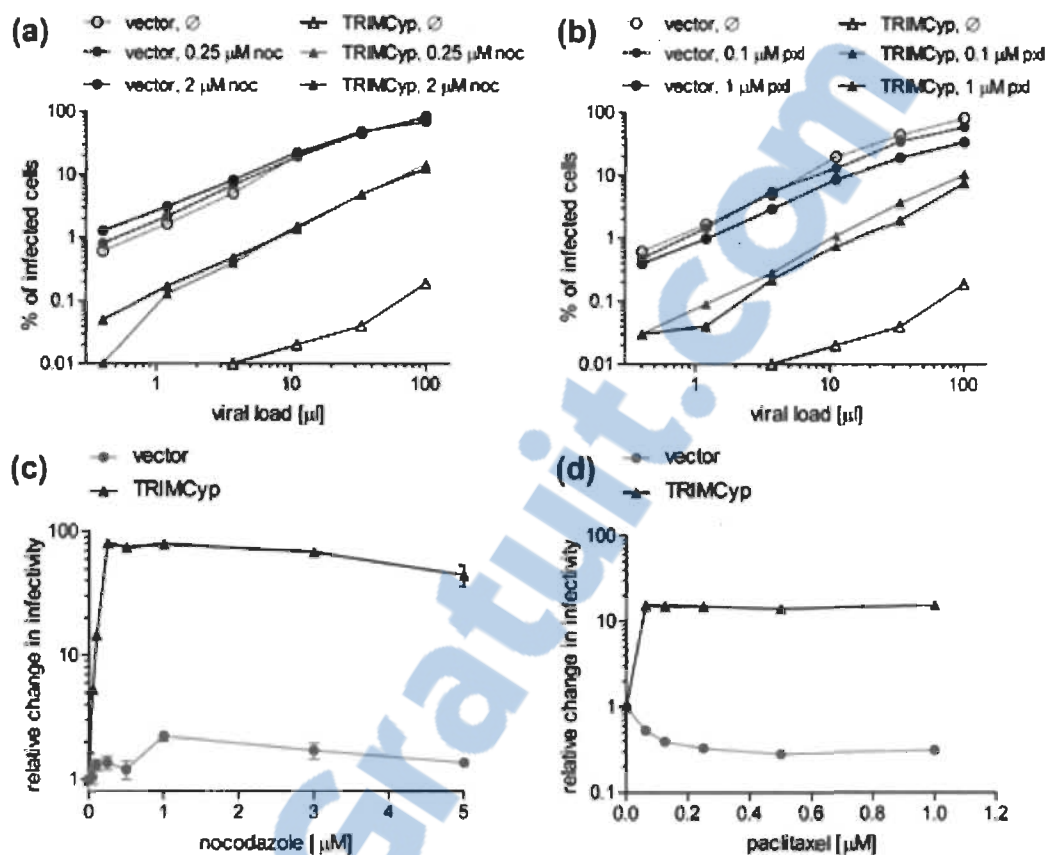 (a)
vector, ∅
TRIMCyp, ∅
vector, 0.25 µM noc
TRIMCyp, 0.25 µM noc
vector, 2 µM noc
TRIMCyp, 2 µM noc
% of infected cells
100
10
1
0.1
0.01
1
10
100
viral load [µl]
(b)
vector, ∅
TRIMCyp, ∅
vector, 0.1 µM pxl
TRIMCyp, 0.1 µM pxl
vector, 1 µM pxl
TRIMCyp, 1 µM pxl
% of infected cells
100
10
1
0.1
0.01
1
10
100
viral load [µl]
(c)
vector
TRIMCyp
relative change in infectivity
100
10
1
0
1
2
3
4
5
nocodazole [µM]
(d)
vector
TRIMCyp
relative change in infectivity
100
10
1
0.1
0.0
0.2
0.4
0.6
0.8
1.0
1.2
paclitaxel [µM]
Gratuit.com